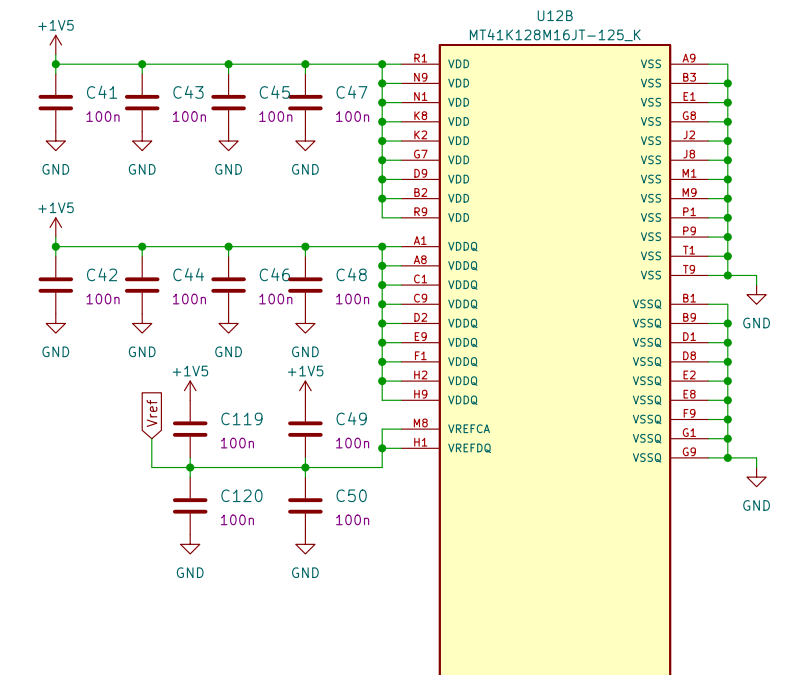 U12B
MT41K128M16JT-125_K
+1V5
C41
100n
GND
C43
100n
GND
C45
100n
GND
C47
100n
GND
+1V5
C42
100n
GND
C44
100n
GND
C46
100n
GND
C48
100n
GND
Vref
+1V5
C119
100n
C120
100n
GND
+1V5
C49
100n
C50
100n
GND
R1 VDD
N9 VDD
N1 VDD
K8 VDD
K2 VDD
G7 VDD
D9 VDD
B2 VDD
R9 VDD
A1 VDDQ
A8 VDDQ
C1 VDDQ
C9 VDDQ
D2 VDDQ
E9 VDDQ
F1 VDDQ
H2 VDDQ
H9 VDDQ
M8 VREFCA
H1 VREFDQ
VSS A9
VSS B3
VSS E1
VSS G8
VSS J2
VSS J8
VSS M1
VSS M9
VSS P1
VSS P9
VSS T1
VSS T9
GND
VSSQ B1
VSSQ B9
VSSQ D1
VSSQ D8
VSSQ E2
VSSQ E8
VSSQ F9
VSSQ G1
VSSQ G9
GND